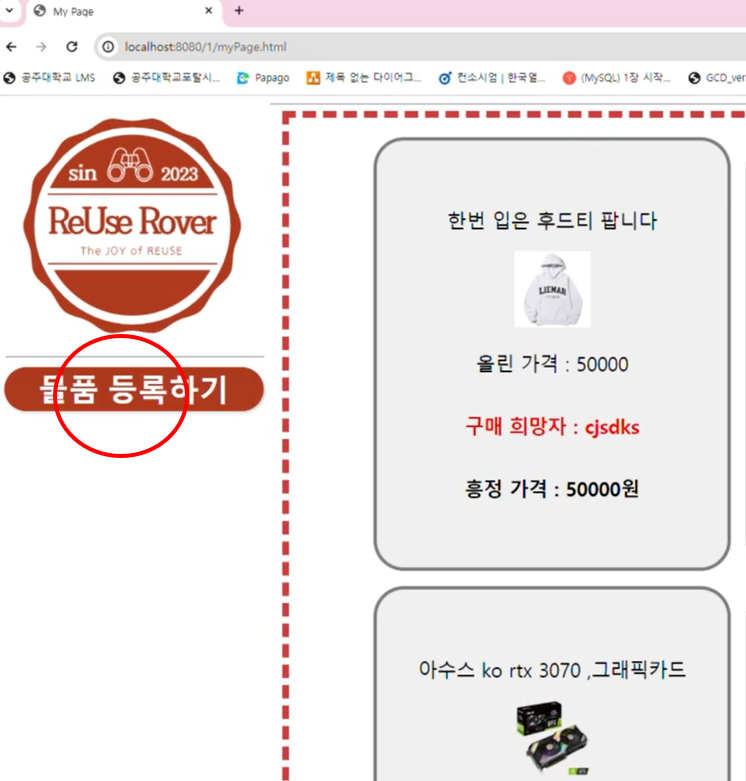 My Page
localhost:8080/1/myPage.html
공주대학교 LMS
공주대학교포탈시...
Papago
제목 없는 다이어그...
컨소시엄 | 한국열...
(MySQL) 1장 시작...
GCD_ver
sin 2023
ReUse Rover
The JOY of REUSE
물품 등록하기
한번 입은 후드티 팝니다
LIEMAR
올린 가격 : 50000
구매 희망자 : cjsdks
흥정 가격 : 50000원
아수스 ko rtx 3070 ,그래픽카드